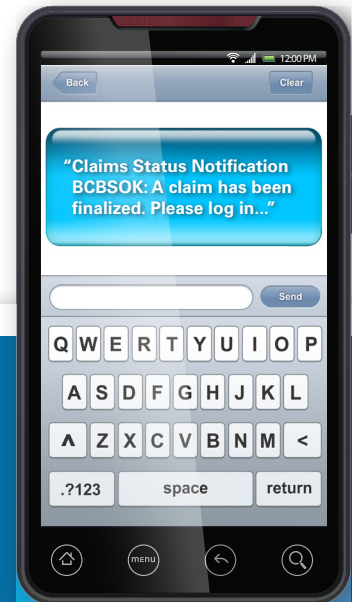 12:00 PM
Back
Clear
“Claims Status Notification
BCBSOK: A claim has been
finalized. Please log in...”
Send
Q W E R T Y U I O P
A S D F G H J K L
^ Z X C V B N M <
.?123 space return
menu